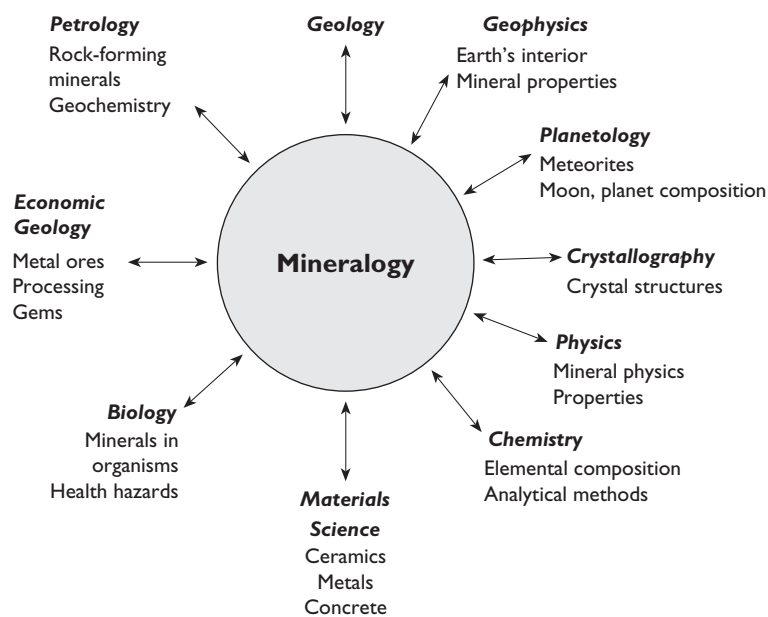 Petrology
Rock-forming
minerals
Geochemistry
Geology
Geophysics
Earth's interior
Mineral properties
Planetology
Meteorites
Moon, planet composition
Economic
Geology
Metal ores
Processing
Gems
Mineralogy
Crystallography
Crystal structures
Physics
Mineral physics
Properties
Biology
Minerals in
organisms
Health hazards
Chemistry
Elemental composition
Analytical methods
Materials
Science
Ceramics
Metals
Concrete